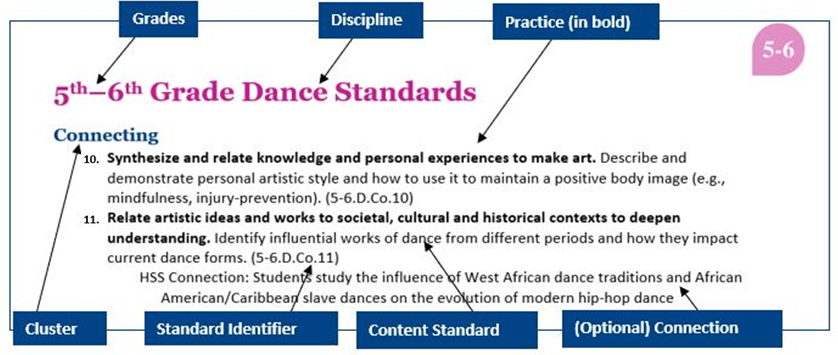 Grades
Discipline
Practice (in bold)
5-6
5th–6th Grade Dance Standards
Connecting
10. Synthesize and relate knowledge and personal experiences to make art. Describe and
demonstrate personal artistic style and how to use it to maintain a positive body image (e.g.,
mindfulness, injury-prevention). (5-6.D.Co.10)
11. Relate artistic ideas and works to societal, cultural and historical contexts to deepen
understanding. Identify influential works of dance from different periods and how they impact
current dance forms. (5-6.D.Co.11)
HSS Connection: Students study the influence of West African dance traditions and African
American/Caribbean slave dances on the evolution of modern hip-hop dance
Cluster
Standard Identifier
Content Standard
(Optional) Connection